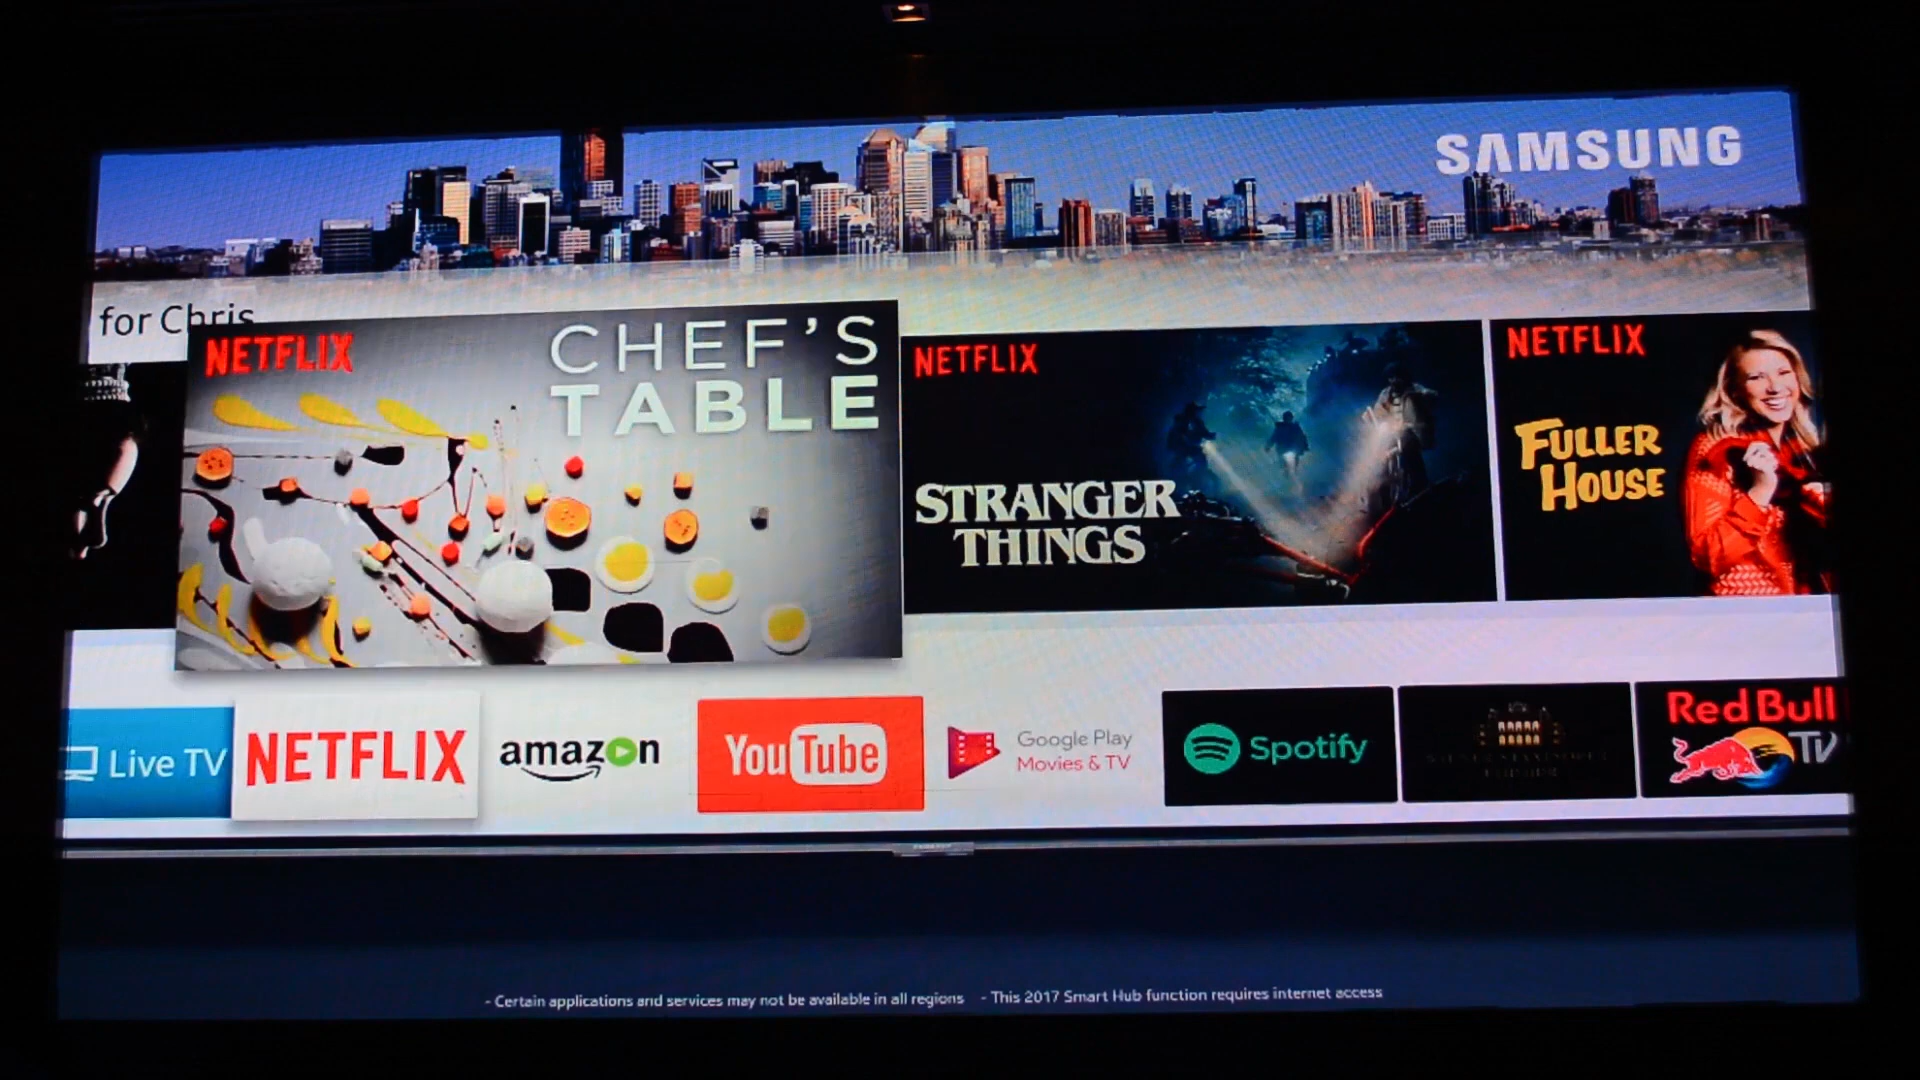 SAMSUNG
for Chris
NETFLIX
CHEF'S
TABLE
NETFLIX
STRANGER
THINGS
NETFLIX
FULLER
HOUSE
Live TV
NETFLIX
amazon
YouTube
Google Play
Movies & TV
Spotify
Red Bull
TV
- Certain applications and services may not be available in all regions - This 2017 Smart Hub function requires internet access